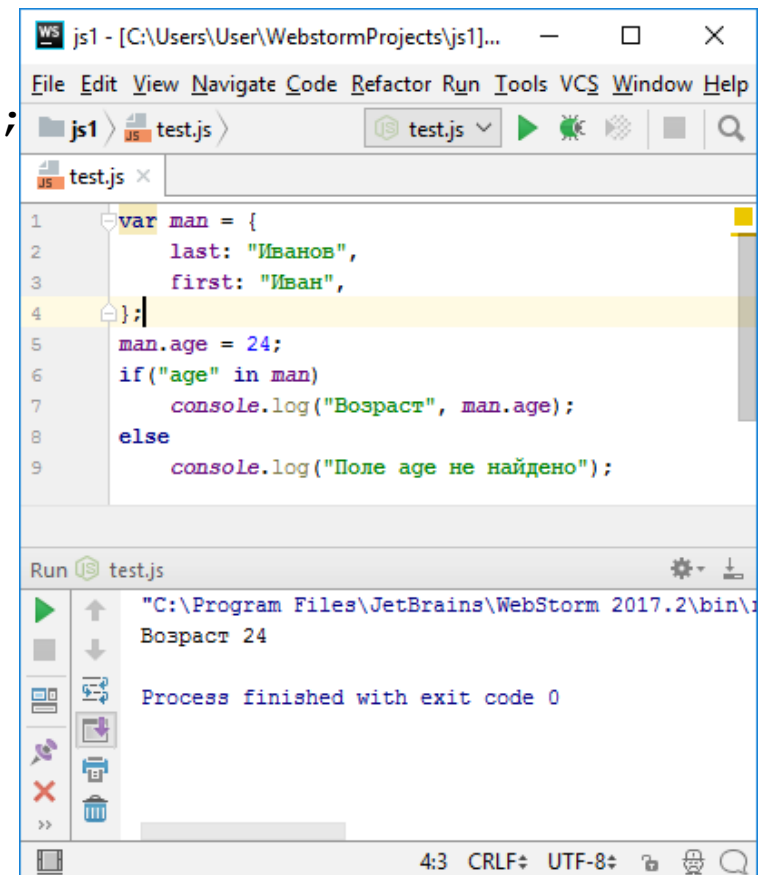 js1 - [C:\Users\User\WebstormProjects\js1]...
File Edit View Navigate Code Refactor Run Tools VCS Window Help
;
js1 test.js test.js
test.js
1 var man = {
2 last: "Иванов",
3 first: "Иван",
4 };
5 man.age = 24;
6 if("age" in man)
7 console.log("Возраст", man.age);
8 else
9 console.log("Поле age не найдено");
Run test.js
"C:\Program Files\JetBrains\WebStorm 2017.2\bin\
Возраст 24
Process finished with exit code 0
4:3 CRLF UTF-8